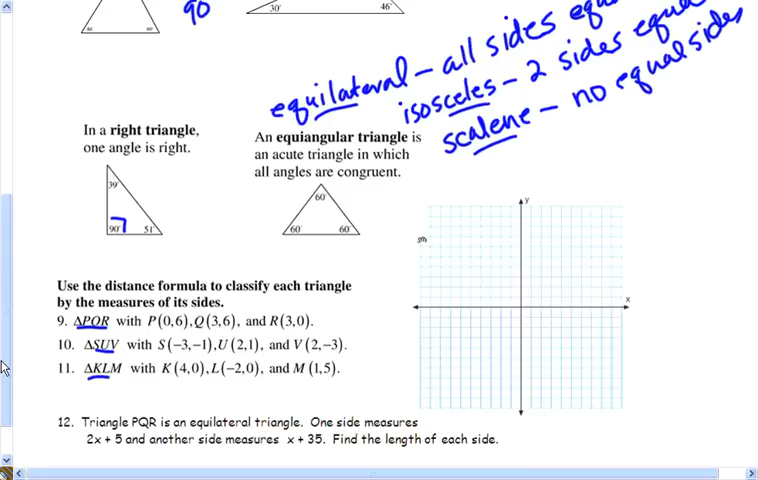 90
30°
46°
equilateral – all sides
isosceles – 2 sides
scalene – no equal sides
In a right triangle,
one angle is right.
An equiangular triangle is
an acute triangle in which
all angles are congruent.
39°
90°
51°
60°
60°
60°
y
x
Use the distance formula to classify each triangle
by the measures of its sides.
9. ΔPQR with P(0,6),Q(3,6), and R(3,0).
10. ΔSUV with S(−3,−1),U(2,1), and V(2,−3).
11. ΔKLM with K(4,0),L(−2,0), and M(1,5).
12. Triangle PQR is an equilateral triangle. One side measures
2x + 5 and another side measures x + 35. Find the length of each side.